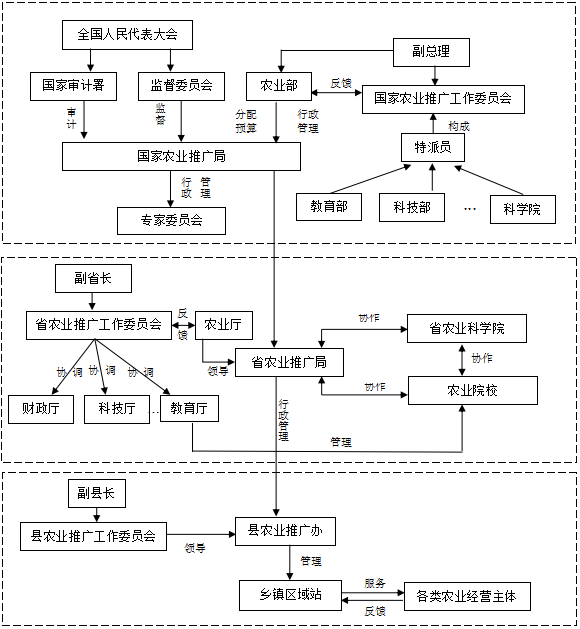 全国人民代表大会
副总理
国家审计署
监督委员会
农业部
反馈
国家农业推广工作委员会
审计
监督
分配
预算
行政
管理
构成
特派员
国家农业推广局
行政
管理
专家委员会
教育部
科技部
...
科学院
副省长
省农业推广工作委员会
反馈
农业厅
协作
省农业科学院
领导
省农业推广局
协作
协调
协调
协调
协作
农业院校
财政厅
科技厅
...
教育厅
行政管理
管理
副县长
县农业推广工作委员会
领导
县农业推广办
管理
乡镇区域站
服务
反馈
各类农业经营主体